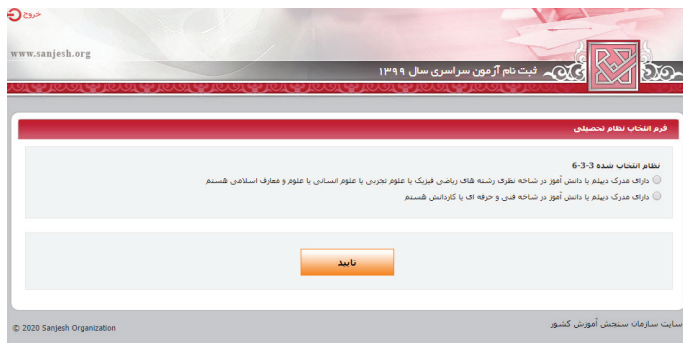 خروج
www.sanjesh.org
ثبت نام آزمون سراسری سال ۱۳۹۹
فرم انتخاب نظام تحصیلی
نظام انتخاب شده 3-3-6
دارای مدرک دیپلم یا دانش آموز در شاخه نظری رشته های ریاضی فیزیک یا علوم تجربی یا علوم انسانی یا علوم و معارف اسلامی هستم
دارای مدرک دیپلم یا دانش آموز در شاخه فنی و حرفه ای یا کاردانش هستم
تایید
سایت سازمان سنجش آموزش کشور
© 2020 Sanjesh Organization